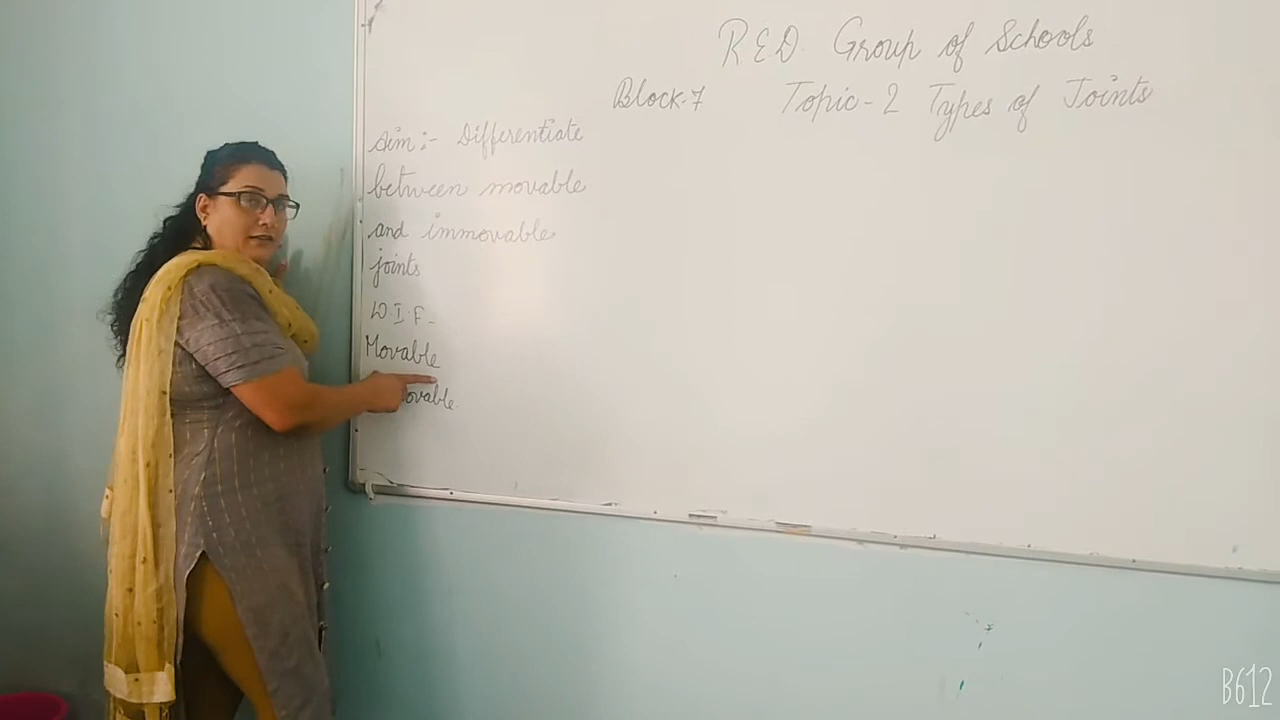 R.E.D. Group of Schools
Block-7 Topic-2 Types of Joints
Aim:- Differentiate
between movable
and immovable
joints
W.I.F-
Movable
ovable.
B612